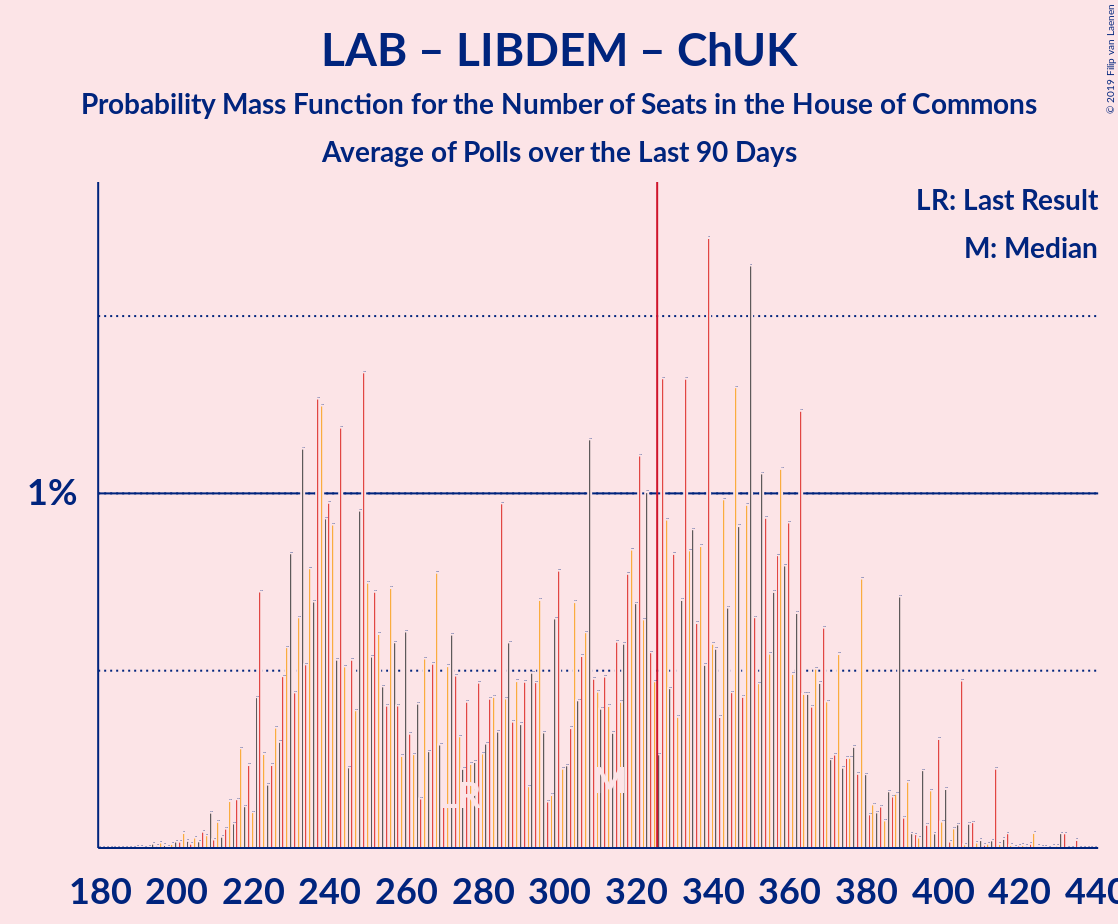 LAB – LIBDEM – ChUK
Probability Mass Function for the Number of Seats in the House of Commons
Average of Polls over the Last 90 Days
© 2019 Filip van Laenen
LR: Last Result
M: Median
1%
LR
M
180 200 220 240 260 280 300 320 340 360 380 400 420 440